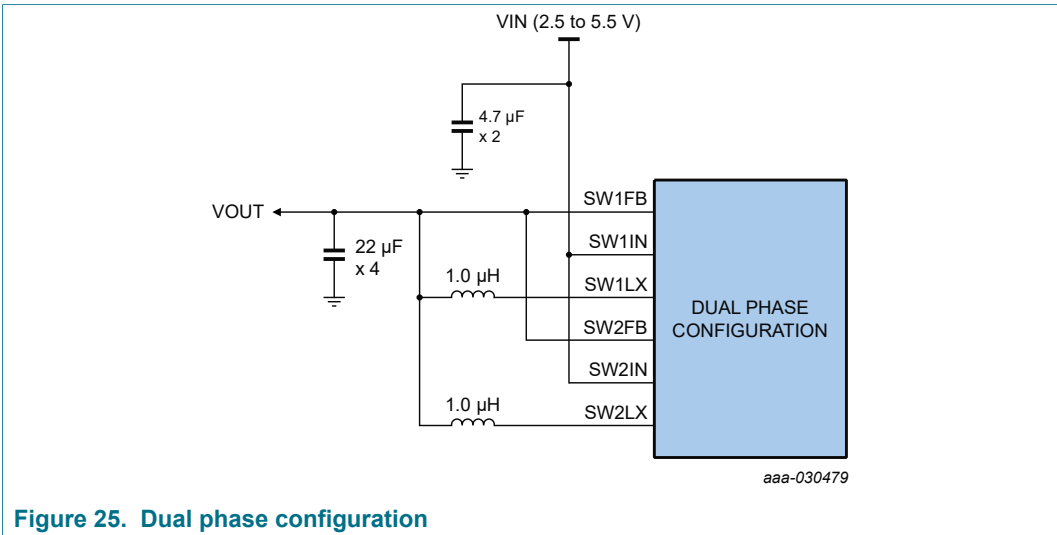 VIN (2.5 to 5.5 V)
4.7 µF
x 2
SW1FB
VOUT
SW1IN
22 µF
x 4
1.0 µH
SW1LX
DUAL PHASE
CONFIGURATION
SW2FB
SW2IN
1.0 µH
SW2LX
aaa-030479
Figure 25. Dual phase configuration